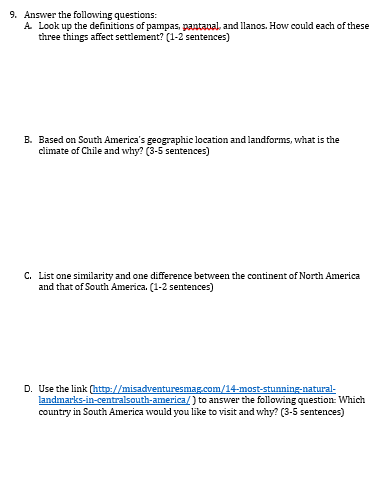 9. Answer the following questions:
A. Look up the definitions of pampas, pantanal, and llanos. How could each of these
three things affect settlement? (1-2 sentences)
B. Based on South America's geographic location and landforms, what is the
climate of Chile and why? (3-5 sentences)
C. List one similarity and one difference between the continent of North America
and that of South America. (1-2 sentences)
D. Use the link (http://misadventuresmag.com/14-most-stunning-natural-
landmarks-in-centralsouth-america/ ) to answer the following question: Which
country in South America would you like to visit and why? (3-5 sentences)